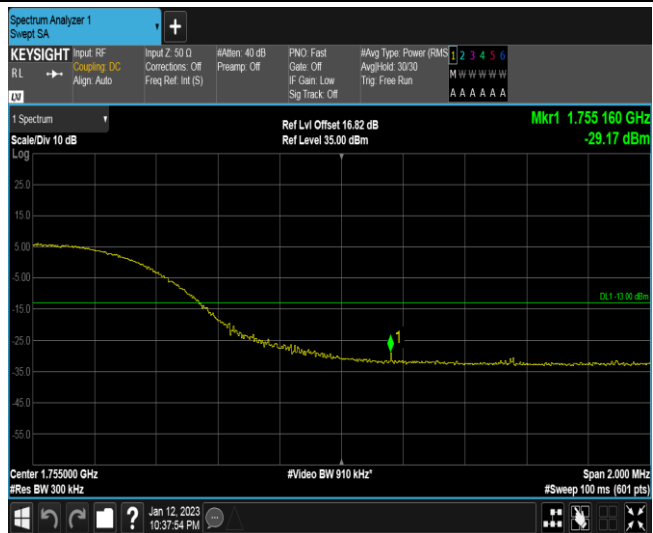 Spectrum Analyzer 1
Swept SA
KEYSIGHT
RL
Input: RF
Coupling: DC
Align: Auto
Input Z: 50 Ω
Corrections: Off
Freq Ref: Int (S)
#Atten: 40 dB
Preamp: Off
PNO: Fast
Gate: Off
IF Gain: Low
Sig Track: Off
#Avg Type: Power (RMS
Avg|Hold: 30/30
Trig: Free Run
1 2 3 4 5 6
M W W W W W
A A A A A A
1 Spectrum
Scale/Div 10 dB
Log
Ref Lvl Offset 16.82 dB
Ref Level 35.00 dBm
Mkr1 1.755 160 GHz
-29.17 dBm
25.0
15.0
5.00
-5.00
-15.0
-25.0
-35.0
-45.0
-55.0
DL1 -13.00 dBm
1
Center 1.755000 GHz
#Res BW 300 kHz
#Video BW 910 kHz*
Span 2.000 MHz
#Sweep 100 ms (601 pts)
?
Jan 12, 2023
10:37:54 PM